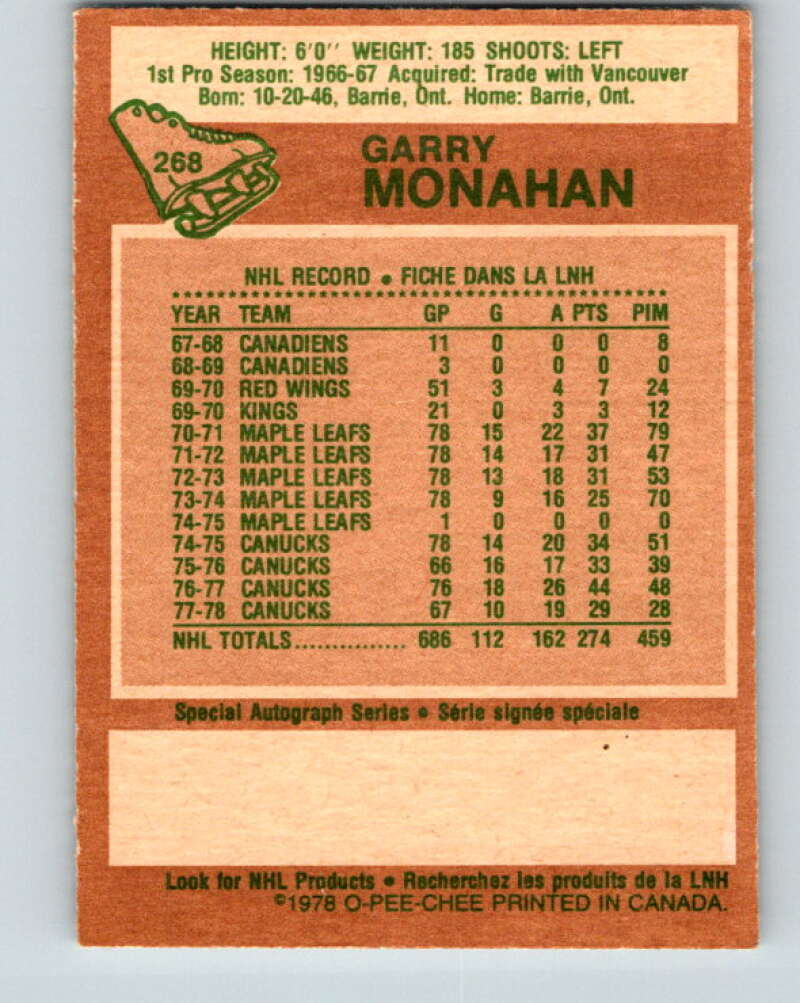 HEIGHT: 6'0'' WEIGHT: 185 SHOOTS: LEFT
1st Pro Season: 1966-67 Acquired: Trade with Vancouver
Born: 10-20-46, Barrie, Ont. Home: Barrie, Ont.
268
GARRY
MONAHAN
NHL RECORD • FICHE DANS LA LNH
YEAR TEAM GP G A PTS PIM
67-68 CANADIENS 11 0 0 0 8
68-69 CANADIENS 3 0 0 0 0
69-70 RED WINGS 51 3 4 7 24
69-70 KINGS 21 0 3 3 12
70-71 MAPLE LEAFS 78 15 22 37 79
71-72 MAPLE LEAFS 78 14 17 31 47
72-73 MAPLE LEAFS 78 13 18 31 53
73-74 MAPLE LEAFS 78 9 16 25 70
74-75 MAPLE LEAFS 1 0 0 0 0
74-75 CANUCKS 78 14 20 34 51
75-76 CANUCKS 66 16 17 33 39
76-77 CANUCKS 76 18 26 44 48
77-78 CANUCKS 67 10 19 29 28
NHL TOTALS............... 686 112 162 274 459
Special Autograph Series • Série signée spéciale
Look for NHL Products • Recherchez les produits de la LNH
©1978 O-PEE-CHEE PRINTED IN CANADA.